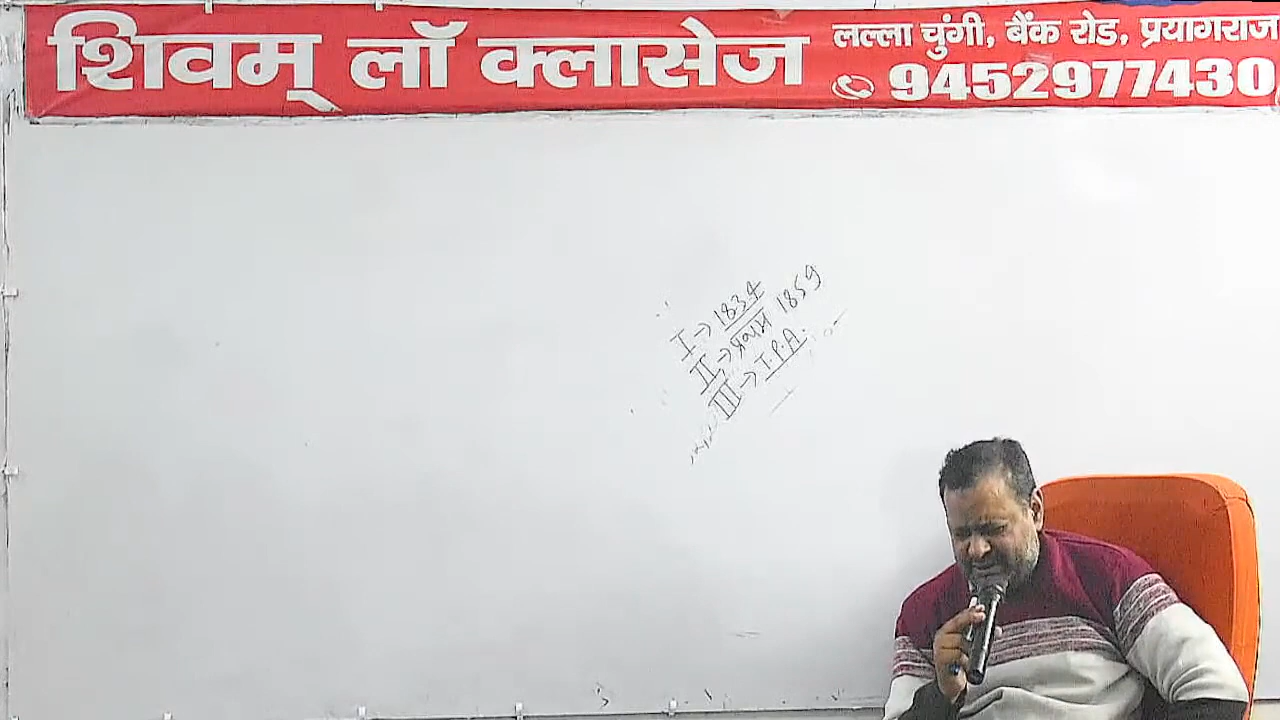 शिवम् लॉ क्लासेज
लल्ला चुंगी, बैंक रोड, प्रयागराज
9452977430
I → 1834
II → प्रथम 1859
III → T.P.A.